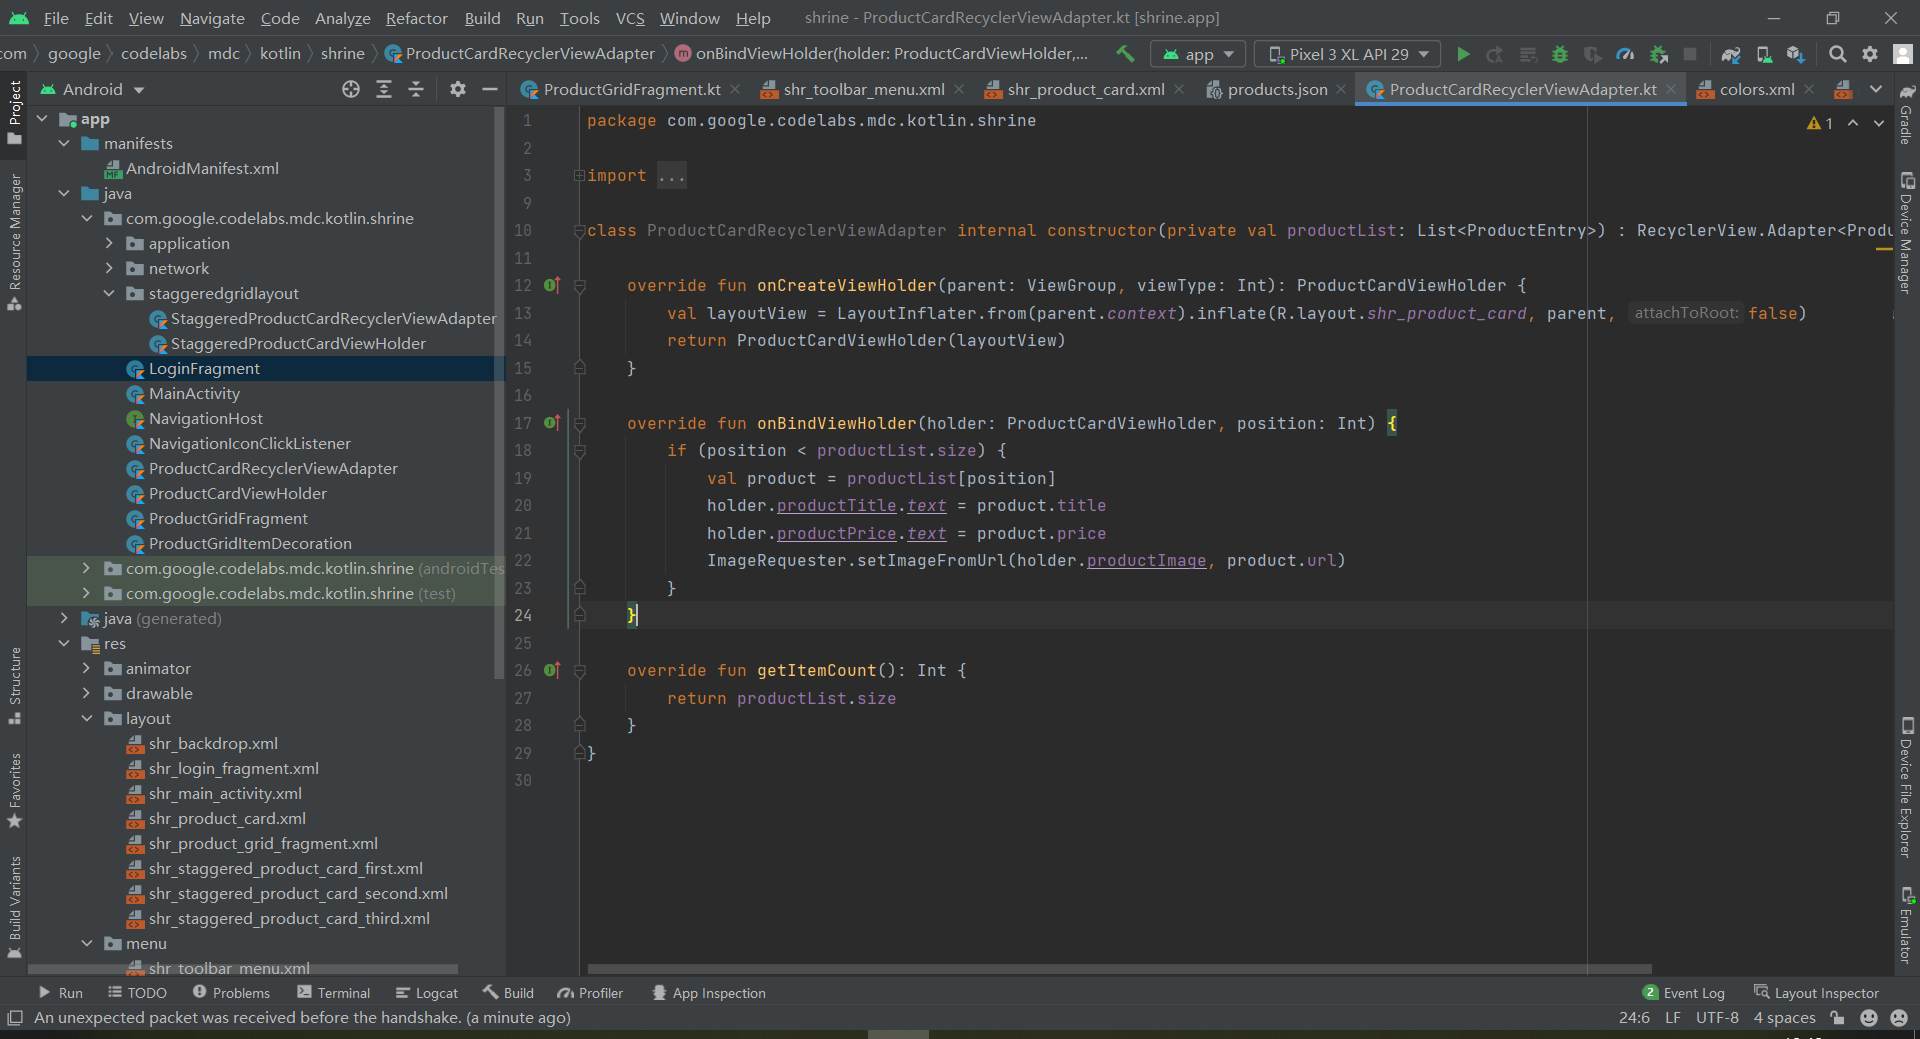 File Edit View Navigate Code Analyze Refactor Build Run Tools VCS Window Help shrine - ProductCardRecyclerViewAdapter.kt [shrine.app]
com google codelabs mdc kotlin shrine ProductCardRecyclerViewAdapter m onBindViewHolder(holder: ProductCardViewHolder,... app Pixel 3 XL API 29
Android ProductGridFragment.kt shr_toolbar_menu.xml shr_product_card.xml products.json ProductCardRecyclerViewAdapter.kt colors.xml
Project
Resource Manager
Structure
Favorites
Build Variants
app
manifests
AndroidManifest.xml
java
com.google.codelabs.mdc.kotlin.shrine
application
network
staggeredgridlayout
StaggeredProductCardRecyclerViewAdapter
StaggeredProductCardViewHolder
LoginFragment
MainActivity
NavigationHost
NavigationIconClickListener
ProductCardRecyclerViewAdapter
ProductCardViewHolder
ProductGridFragment
ProductGridItemDecoration
com.google.codelabs.mdc.kotlin.shrine (androidTes
com.google.codelabs.mdc.kotlin.shrine (test)
java (generated)
res
animator
drawable
layout
shr_backdrop.xml
shr_login_fragment.xml
shr_main_activity.xml
shr_product_card.xml
shr_product_grid_fragment.xml
shr_staggered_product_card_first.xml
shr_staggered_product_card_second.xml
shr_staggered_product_card_third.xml
menu
shr_toolbar_menu.xml
1 package com.google.codelabs.mdc.kotlin.shrine
2
3 import ...
9
10 class ProductCardRecyclerViewAdapter internal constructor(private val productList: List<ProductEntry>) : RecyclerView.Adapter<Produ
11
12 override fun onCreateViewHolder(parent: ViewGroup, viewType: Int): ProductCardViewHolder {
13 val layoutView = LayoutInflater.from(parent.context).inflate(R.layout.shr_product_card, parent, attachToRoot: false)
14 return ProductCardViewHolder(layoutView)
15 }
16
17 override fun onBindViewHolder(holder: ProductCardViewHolder, position: Int) {
18 if (position < productList.size) {
19 val product = productList[position]
20 holder.productTitle.text = product.title
21 holder.productPrice.text = product.price
22 ImageRequester.setImageFromUrl(holder.productImage, product.url)
23 }
24 }
25
26 override fun getItemCount(): Int {
27 return productList.size
28 }
29 }
30
1
Gradle
Device Manager
Device File Explorer
Emulator
Run TODO Problems Terminal Logcat Build Profiler App Inspection 2 Event Log Layout Inspector
An unexpected packet was received before the handshake. (a minute ago) 24:6 LF UTF-8 4 spaces